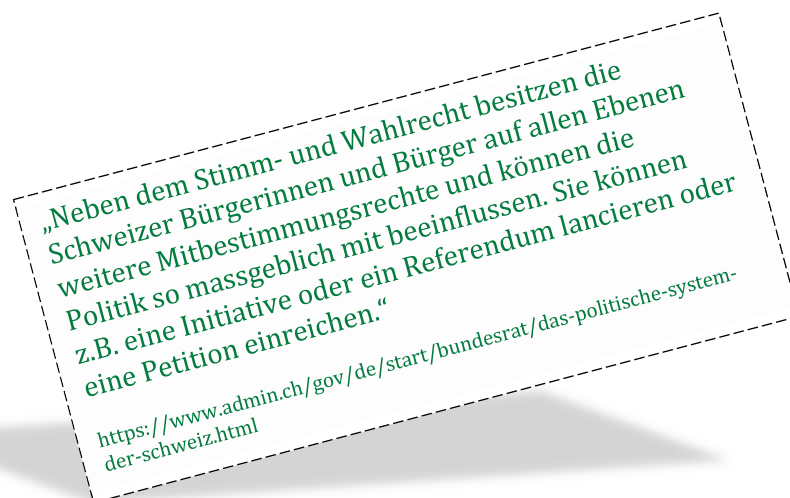 „Neben dem Stimm- und Wahlrecht besitzen die
Schweizer Bürgerinnen und Bürger auf allen Ebenen
weitere Mitbestimmungsrechte und können die
Politik so massgeblich mit beeinflussen. Sie können
z.B. eine Initiative oder ein Referendum lancieren oder
eine Petition einreichen.“
https://www.admin.ch/gov/de/start/bundesrat/das-politische-system-
der-schweiz.html